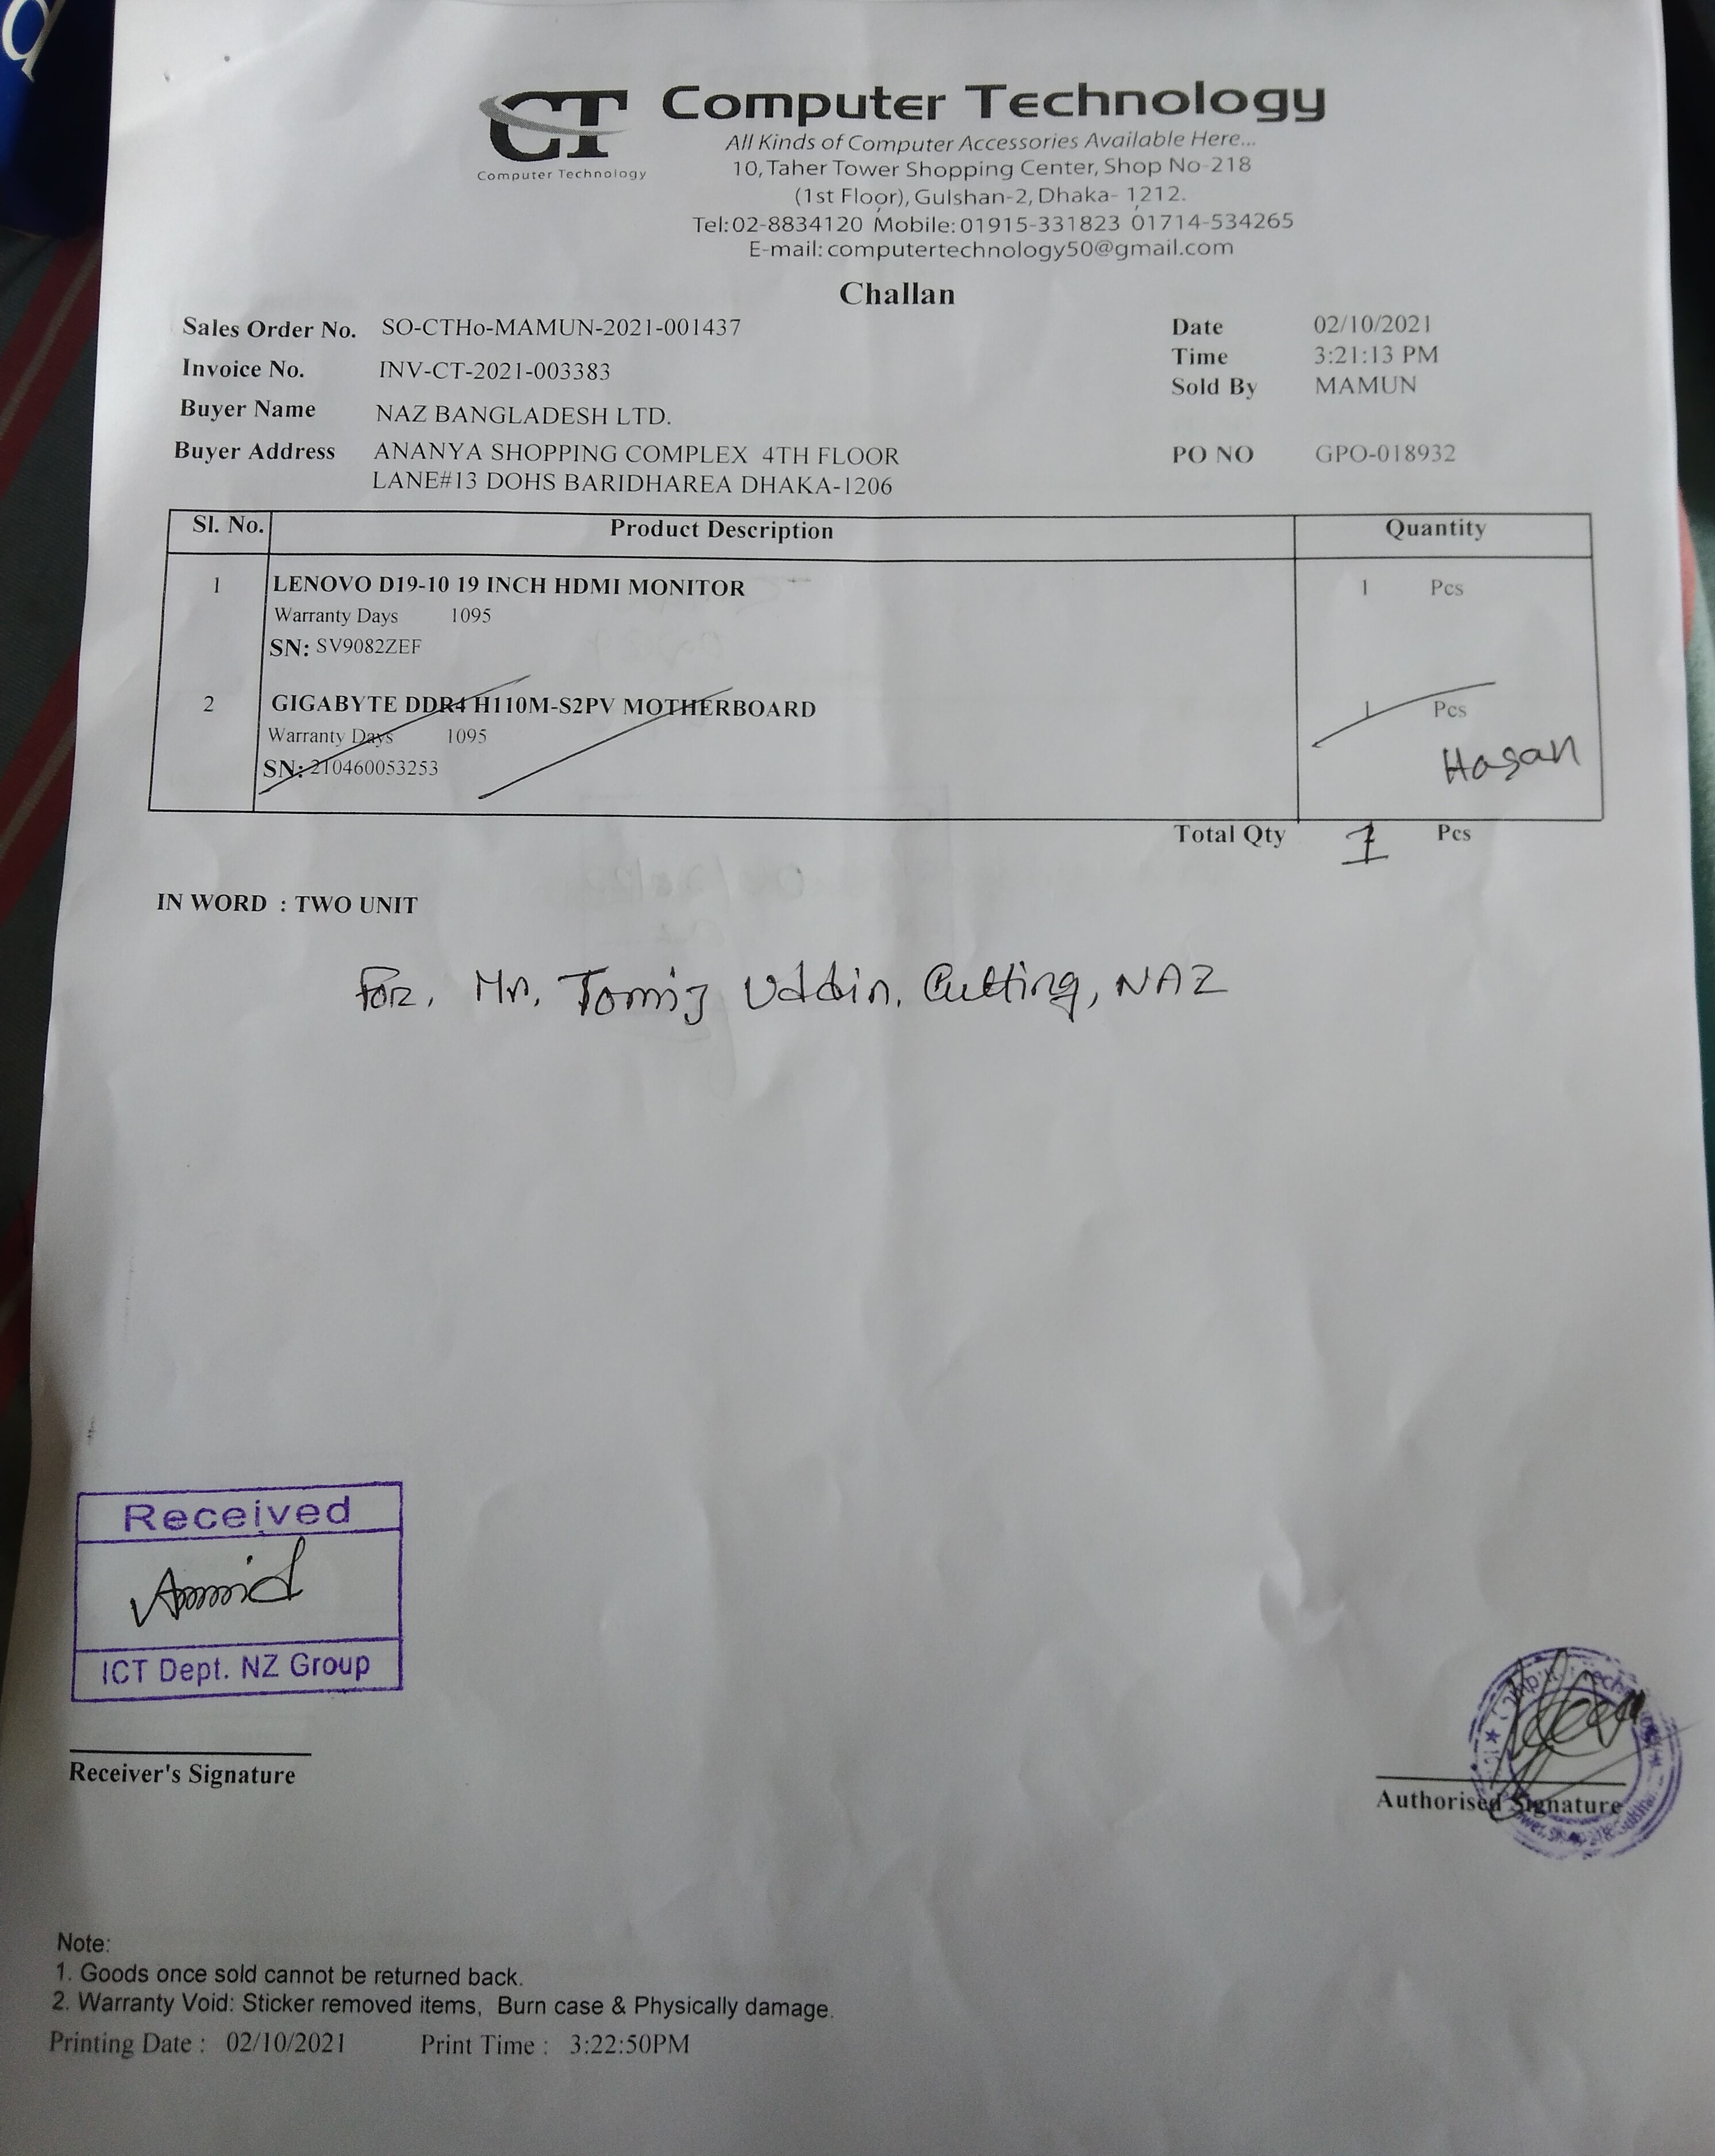 CT Computer Technology
Computer Technology
All Kinds of Computer Accessories Available Here...
10, Taher Tower Shopping Center, Shop No-218
(1st Floor), Gulshan-2, Dhaka- 1212.
Tel: 02-8834120 Mobile: 01915-331823 01714-534265
E-mail: computertechnology50@gmail.com
Challan
Sales Order No. SO-CTHo-MAMUN-2021-001437 Date 02/10/2021
Time 3:21:13 PM
Invoice No. INV-CT-2021-003383
Sold By MAMUN
Buyer Name NAZ BANGLADESH LTD.
Buyer Address ANANYA SHOPPING COMPLEX 4TH FLOOR PO NO GPO-018932
LANE#13 DOHS BARIDHAREA DHAKA-1206
Sl. No. Product Description Quantity
1 LENOVO D19-10 19 INCH HDMI MONITOR 1 Pcs
Warranty Days 1095
SN: SV9082ZEF
2 GIGABYTE DDR4 H110M-S2PV MOTHERBOARD 1 Pcs
Warranty Days 1095
Hasan
SN: 210460053253
Total Qty 1 Pcs
IN WORD : TWO UNIT
For, Mr. Tomiz Uddin, Cutting, NAZ
Received
ICT Dept. NZ Group
Receiver's Signature
Authorised Signature
Note:
1. Goods once sold cannot be returned back.
2. Warranty Void: Sticker removed items, Burn case & Physically damage.
Printing Date : 02/10/2021 Print Time : 3:22:50PM